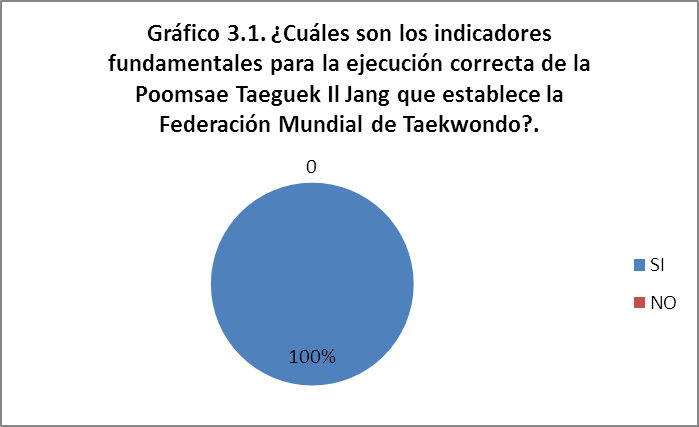 Gráfico 3.1. ¿Cuáles son los indicadores
fundamentales para la ejecución correcta de la
Poomsae Taeguek Il Jang que establece la
Federación Mundial de Taekwondo?.
0
100%
SI
NO